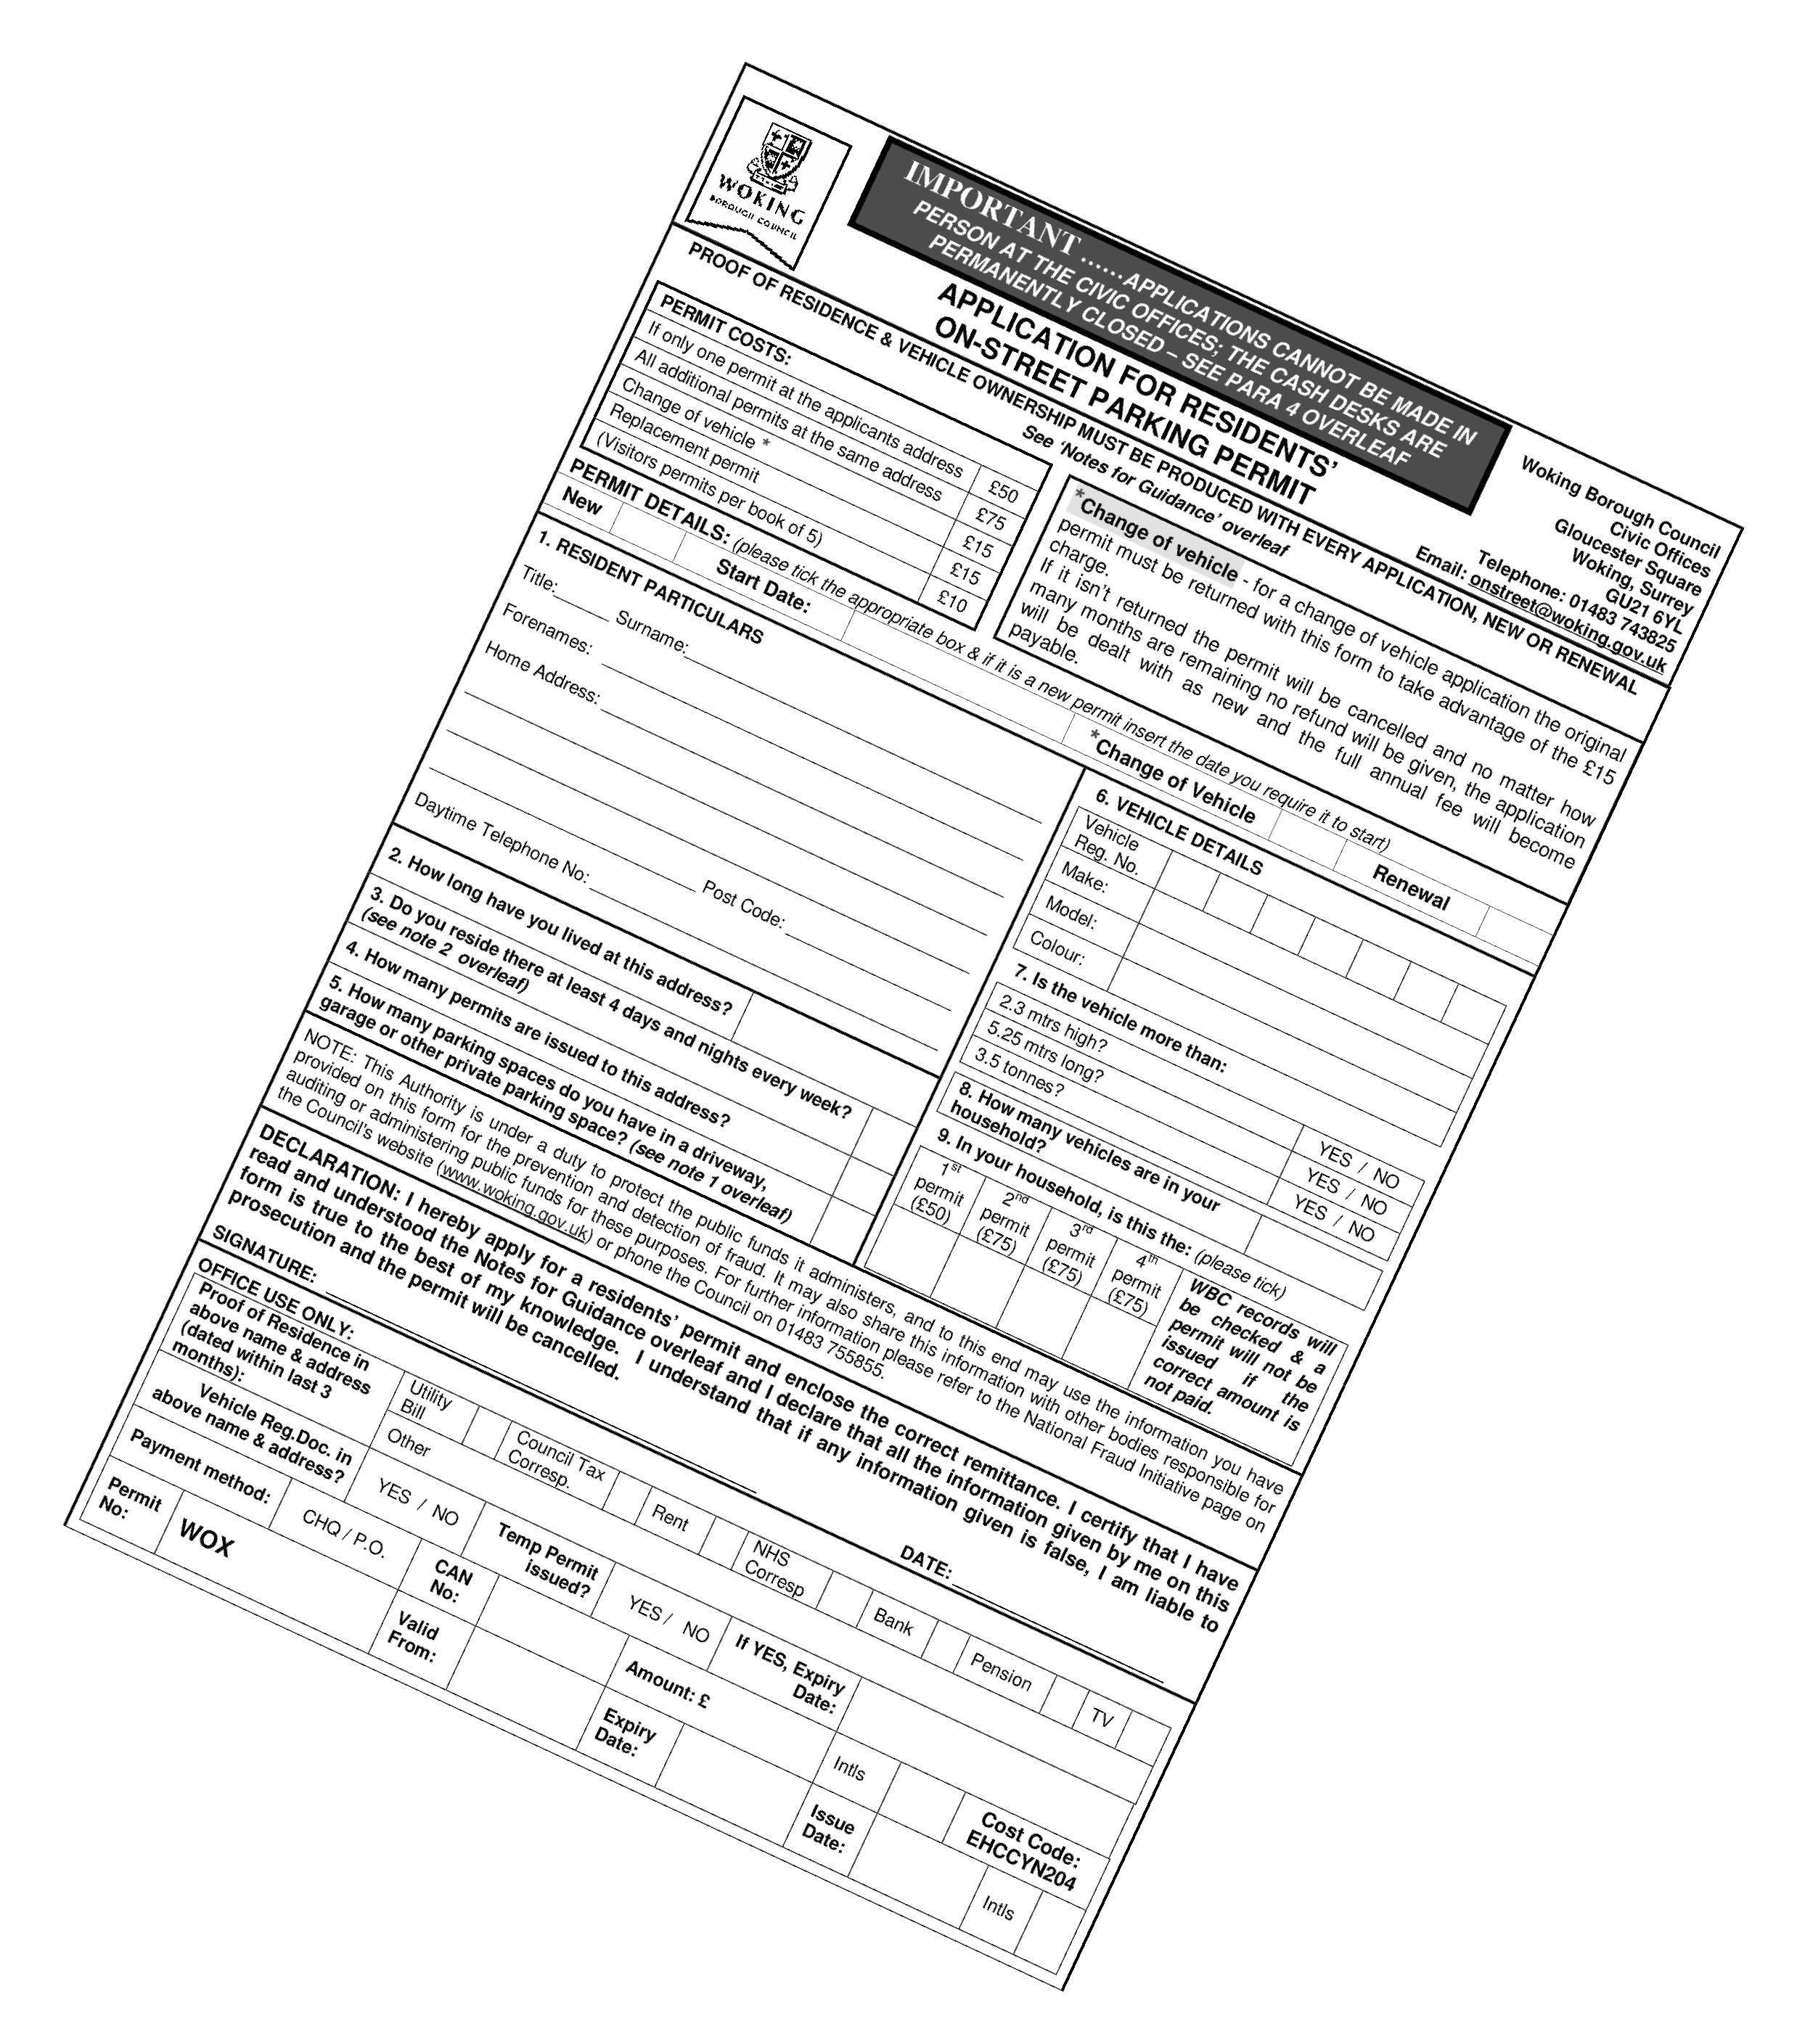 WOKING
BOROUGH COUNCIL
IMPORTANT ......APPLICATIONS CANNOT BE MADE IN
PERSON AT THE CIVIC OFFICES; THE CASH DESKS ARE
PERMANENTLY CLOSED – SEE PARA 4 OVERLEAF
APPLICATION FOR RESIDENTS’
ON-STREET PARKING PERMIT
Woking Borough Council
Civic Offices
Gloucester Square
Woking, Surrey
GU21 6YL
Telephone: 01483 743825
Email: onstreet@woking.gov.uk
PROOF OF RESIDENCE & VEHICLE OWNERSHIP MUST BE PRODUCED WITH EVERY APPLICATION, NEW OR RENEWAL
See ‘Notes for Guidance’ overleaf
PERMIT COSTS:
If only one permit at the applicants address £50
All additional permits at the same address £75
Change of vehicle * £15
Replacement permit £15
(Visitors permits per book of 5) £10
*Change of vehicle - for a change of vehicle application the original
permit must be returned with this form to take advantage of the £15
charge.
If it isn’t returned the permit will be cancelled and no matter how
many months are remaining no refund will be given, the application
will be dealt with as new and the full annual fee will become
payable.
PERMIT DETAILS: (please tick the appropriate box & if it is a new permit insert the date you require it to start)
New Start Date: *Change of Vehicle Renewal
1. RESIDENT PARTICULARS
Title: Surname:
Forenames:
Home Address:
Post Code:
Daytime Telephone No:
2. How long have you lived at this address?
3. Do you reside there at least 4 days and nights every week?
(see note 2 overleaf)
4. How many permits are issued to this address?
5. How many parking spaces do you have in a driveway,
garage or other private parking space? (see note 1 overleaf)
6. VEHICLE DETAILS
Vehicle
Reg. No.
Make:
Model:
Colour:
7. Is the vehicle more than:
2.3 mtrs high? YES / NO
5.25 mtrs long? YES / NO
3.5 tonnes? YES / NO
8. How many vehicles are in your
household?
9. In your household, is this the: (please tick)
1st permit (£50)
2nd permit (£75)
3rd permit (£75)
4th permit (£75)
WBC records will
be checked & a
permit will not be
issued if the
correct amount is
not paid.
NOTE: This Authority is under a duty to protect the public funds it administers, and to this end may use the information you have
provided on this form for the prevention and detection of fraud. It may also share this information with other bodies responsible for
auditing or administering public funds for these purposes. For further information please refer to the National Fraud Initiative page on
the Council’s website (www.woking.gov.uk) or phone the Council on 01483 755855.
DECLARATION: I hereby apply for a residents’ permit and enclose the correct remittance. I certify that I have
read and understood the Notes for Guidance overleaf and I declare that all the information given by me on this
form is true to the best of my knowledge. I understand that if any information given is false, I am liable to
prosecution and the permit will be cancelled.
SIGNATURE: DATE:
OFFICE USE ONLY:
Proof of Residence in
above name & address
(dated within last 3
months):
Utility
Bill
Council Tax
Corresp.
Rent
NHS
Corresp
Bank
Pension
TV
Other
Vehicle Reg.Doc. in
above name & address?
YES / NO
Temp Permit
issued?
YES / NO
If YES, Expiry
Date:
Payment method:
CHQ / P.O.
CAN
No:
Amount: £
Intls
Cost Code:
EHCCYN204
Permit
No:
WOX
Valid
From:
Expiry
Date:
Issue
Date:
Intls